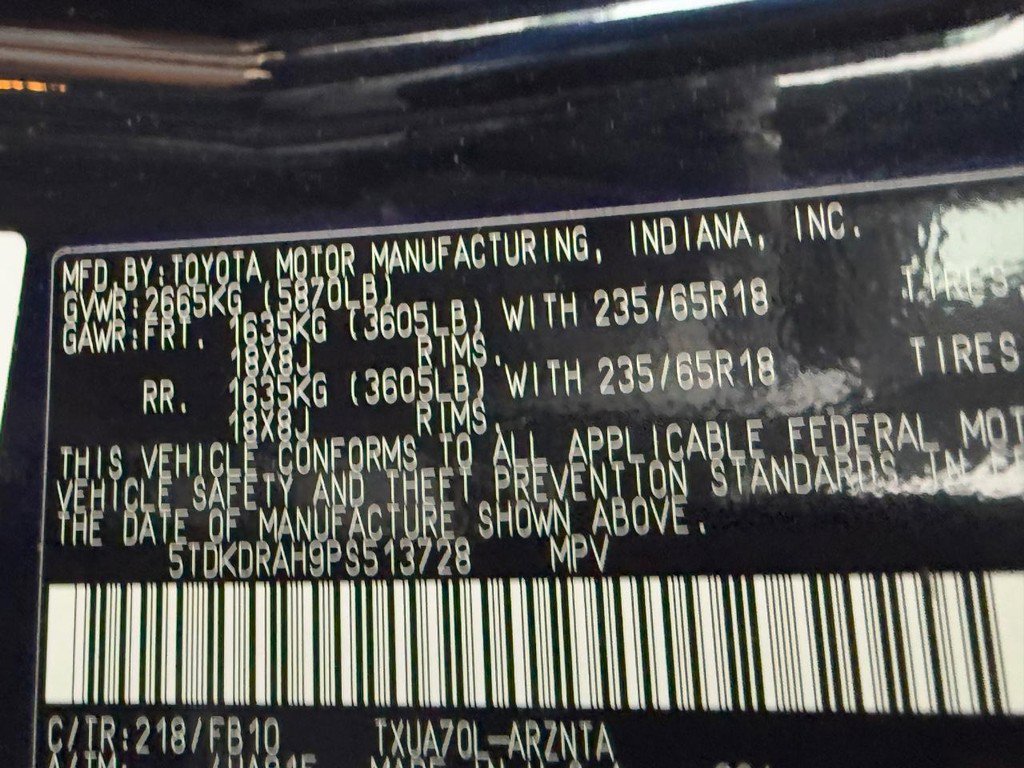 MFD.BY:TOYOTA MOTOR MANUFACTURING, INDIANA, INC.
GVWR:2665KG (5870LB)
GAWR:FRT. 1635KG (3605LB) WITH 235/65R18 TIRES
18X8J RIMS.
RR. 1635KG (3605LB) WITH 235/65R18 TIRES
18X8J RIMS.
THIS VEHICLE CONFORMS TO ALL APPLICABLE FEDERAL MOT
VEHICLE SAFETY AND THEFT PREVENTION STANDARDS IN
THE DATE OF MANUFACTURE SHOWN ABOVE.
5TDKDRAH9PS513728 MPV
C/TR:218/FB10 TXUA70L-ARZNTA